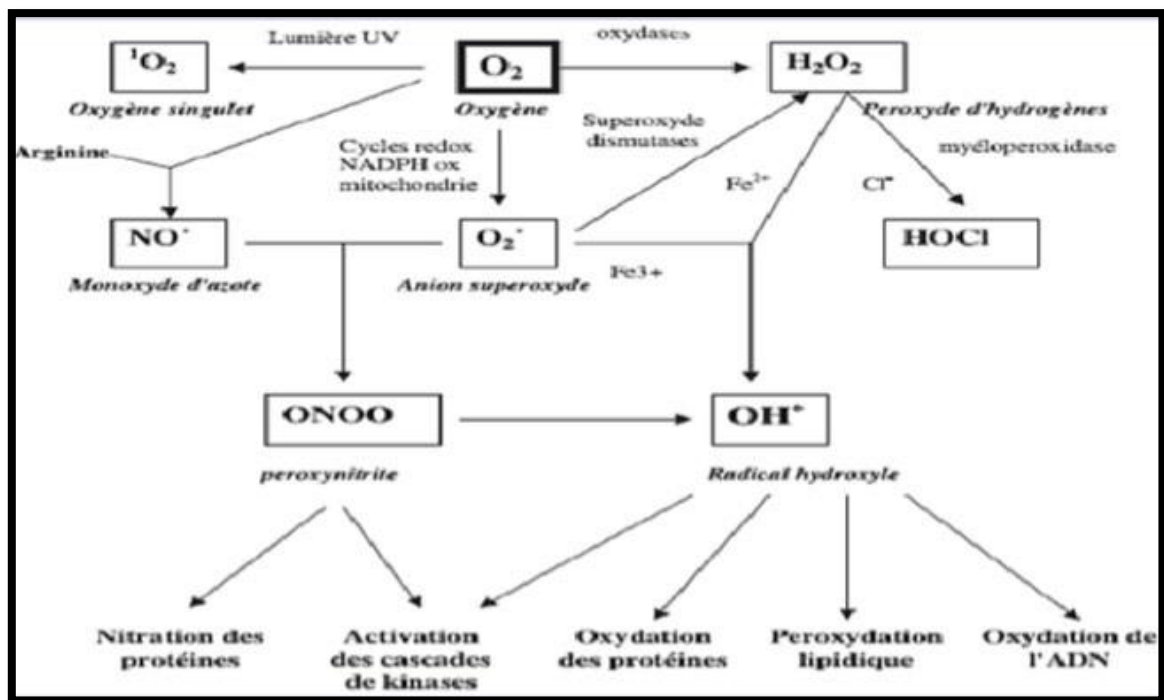 Lumière UV
oxydases
¹O₂
O₂
H₂O₂
Oxygène singulet
Oxygène
Peroxyde d'hydrogènes
Arginine
Cycles redox
NADPH ox
mitochondrie
Superoxyde
dismutases
myéloperoxidase
Fe²⁺
Cl⁻
NO˙
O₂˙
HOCl
Monoxyde d'azote
Anion superoxyde
Fe3+
ONOO
OH•
peroxynitrite
Radical hydroxyle
Nitration des
protéines
Activation
des cascades
de kinases
Oxydation
des protéines
Peroxydation
lipidique
Oxydation de
l'ADN